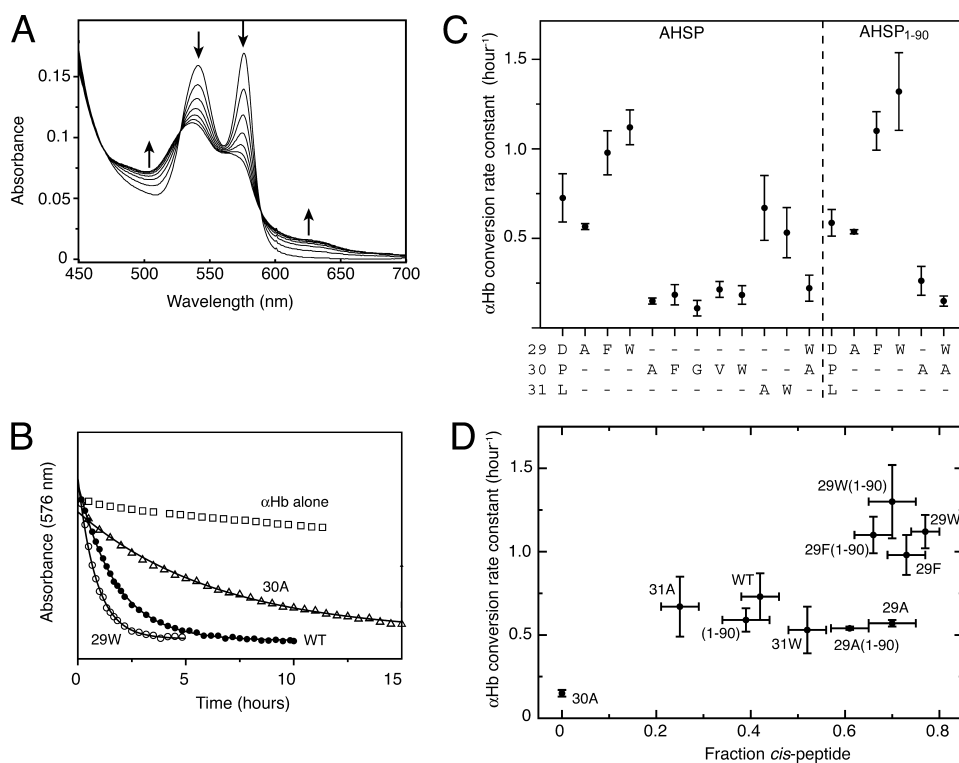 A
0.15
0.1
0.05
0
Absorbance
450 500 550 600 650 700
Wavelength (nm)
B
Absorbance (576 nm)
αHb alone
30A
29W
WT
0 5 10 15
Time (hours)
C
AHSP AHSP1-90
αHb conversion rate constant (hour-1)
1.5
1.0
0.5
29 D A F W - - - - - - - W D A F W - W
30 P - - - A F G V W - - A P - - - A A
31 L - - - - - - - - A W - L - - - - -
D
αHb conversion rate constant (hour-1)
1.5
1.0
0.5
0
29W(1-90)
29W
29F(1-90)
29F
31A
WT
29A
(1-90)
31W
29A(1-90)
30A
0 0.2 0.4 0.6 0.8
Fraction cis-peptide